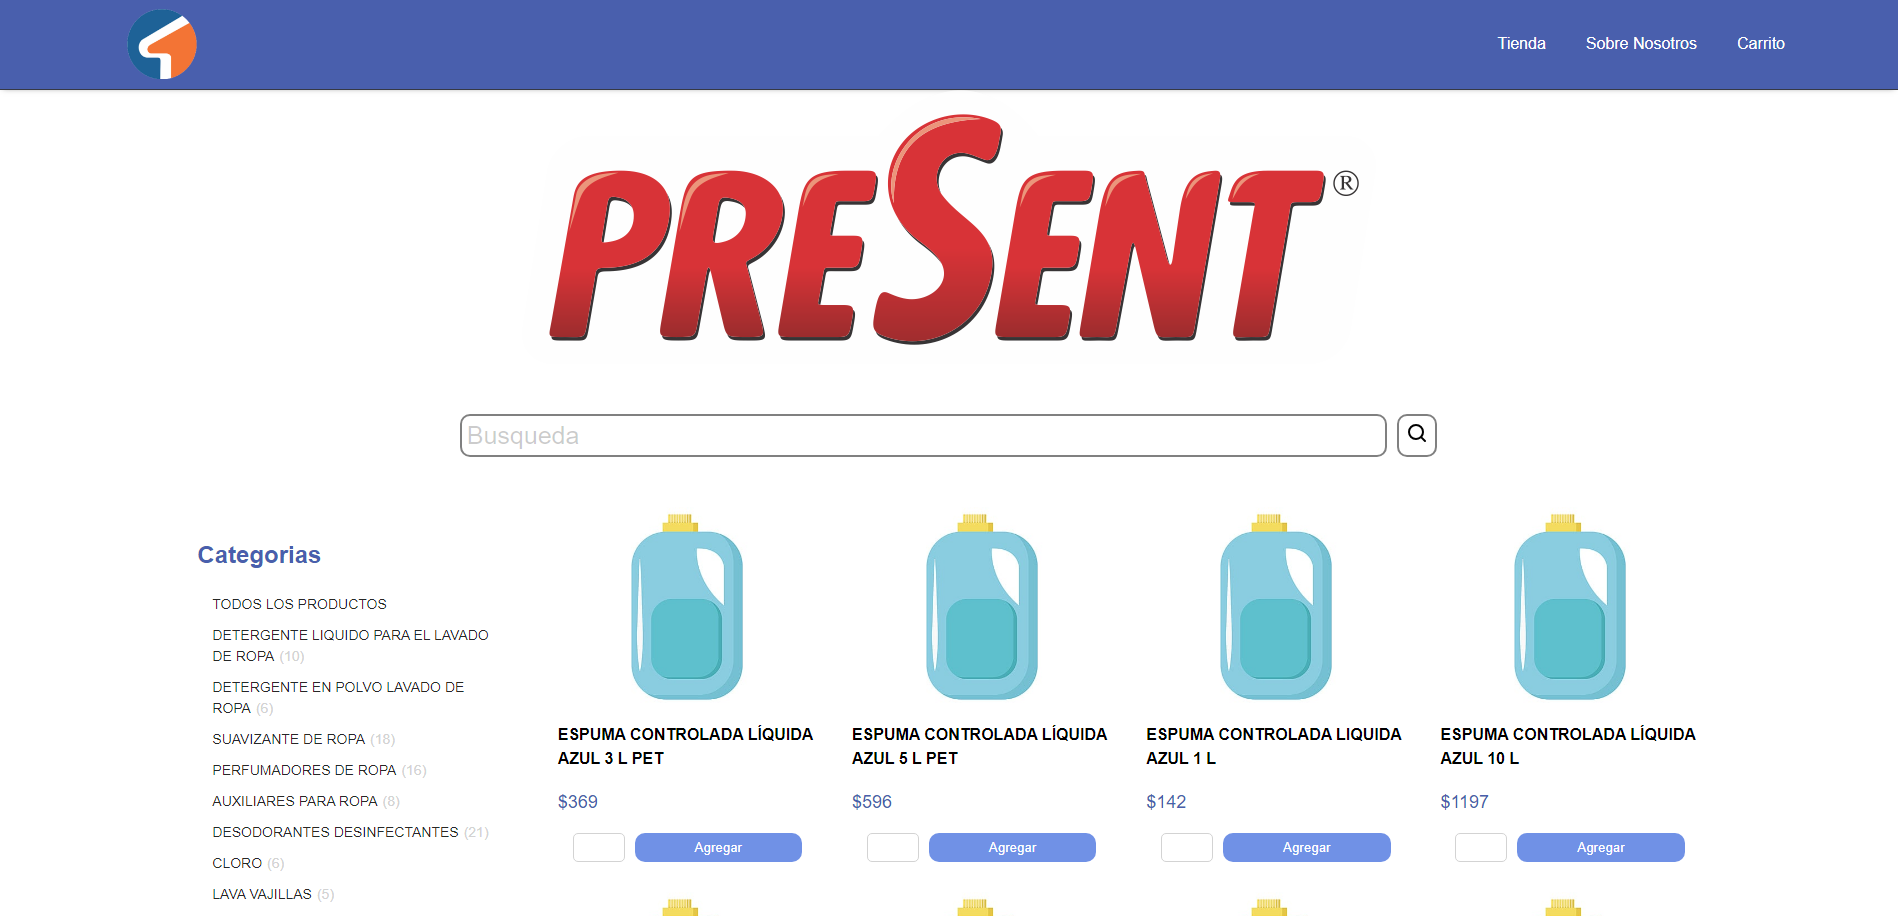 Tienda
Sobre Nosotros
Carrito
PRESENT®
Busqueda
Categorias
TODOS LOS PRODUCTOS
DETERGENTE LIQUIDO PARA EL LAVADO
DE ROPA (10)
DETERGENTE EN POLVO LAVADO DE
ROPA (6)
SUAVIZANTE DE ROPA (18)
PERFUMADORES DE ROPA (16)
AUXILIARES PARA ROPA (8)
DESODORANTES DESINFECTANTES (21)
CLORO (6)
LAVA VAJILLAS (5)
ESPUMA CONTROLADA LÍQUIDA
AZUL 3 L PET
$369
Agregar
ESPUMA CONTROLADA LÍQUIDA
AZUL 5 L PET
$596
Agregar
ESPUMA CONTROLADA LIQUIDA
AZUL 1 L
$142
Agregar
ESPUMA CONTROLADA LÍQUIDA
AZUL 10 L
$1197
Agregar